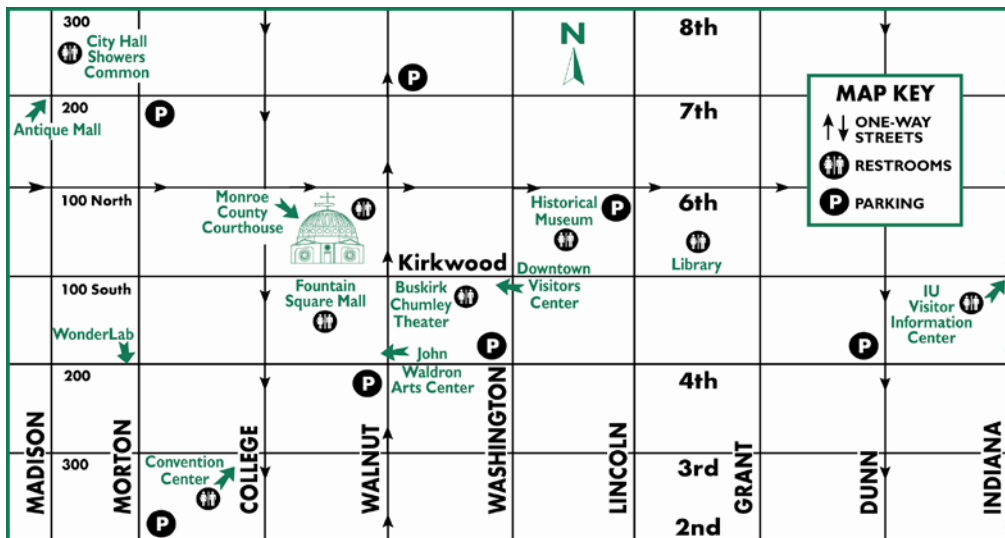 300
City Hall
Showers
Common
8th
N
P
MAP KEY
ONE-WAY
STREETS
RESTROOMS
P PARKING
200
Antique Mall
P
7th
100 North
Monroe
County
Courthouse
Historical
Museum
P
6th
Library
Kirkwood
Downtown
Visitors
Center
100 South
Fountain
Square Mall
Buskirk
Chumley
Theater
IU
Visitor
Information
Center
WonderLab
John
Waldron
Arts Center
P
P
200
P
4th
MADISON
MORTON
COLLEGE
WALNUT
WASHINGTON
LINCOLN
GRANT
DUNN
INDIANA
300
Convention
Center
3rd
P
2nd